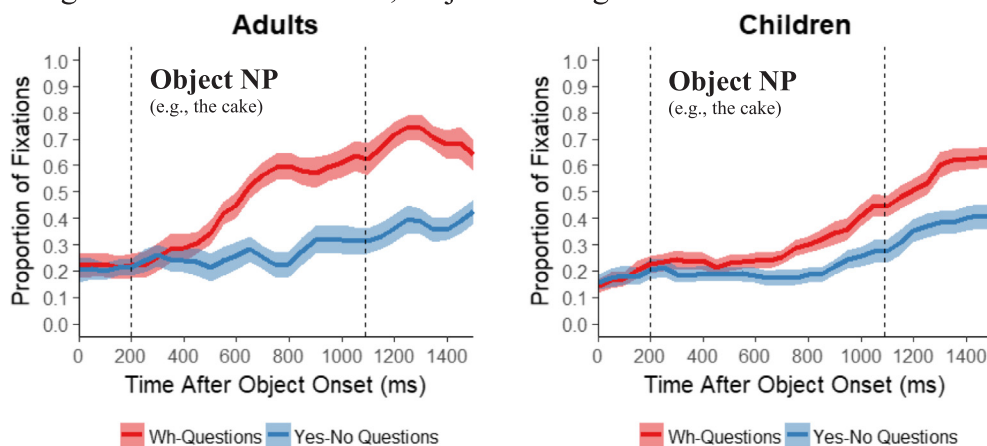 Adults
Proportion of Fixations
1.0
0.9
0.8
0.7
0.6
0.5
0.4
0.3
0.2
0.1
0.0
Object NP
(e.g., the cake)
0 200 400 600 800 1000 1200 1400
Time After Object Onset (ms)
Wh-Questions Yes-No Questions
Children
Proportion of Fixations
1.0
0.9
0.8
0.7
0.6
0.5
0.4
0.3
0.2
0.1
0.0
Object NP
(e.g., the cake)
0 200 400 600 800 1000 1200 1400
Time After Object Onset (ms)
Wh-Questions Yes-No Questions